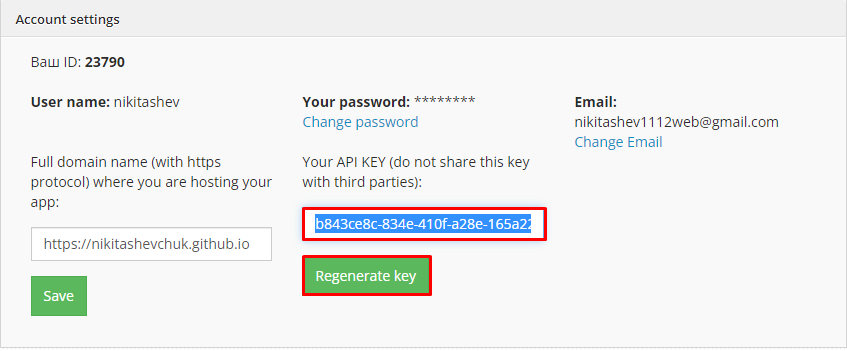 Account settings
Ваш ID: 23790
User name: nikitashev
Your password: ********
Change password
Email:
nikitashev1112web@gmail.com
Change Email
Full domain name (with https
protocol) where you are hosting your
app:
https://nikitashevchuk.github.io
Save
Your API KEY (do not share this key
with third parties):
b843ce8c-834e-410f-a28e-165a22
Regenerate key